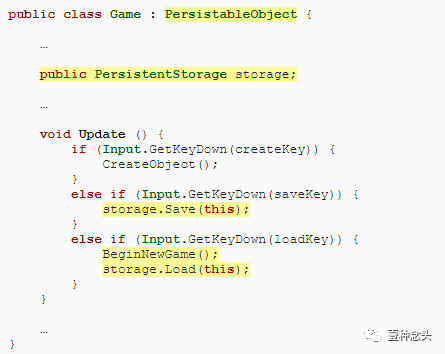 public class Game : PersistableObject {
…
public PersistentStorage storage;
…
void Update () {
if (Input.GetKeyDown(createKey)) {
CreateObject();
}
else if (Input.GetKeyDown(saveKey)) {
storage.Save(this);
}
else if (Input.GetKeyDown(loadKey)) {
BeginNewGame();
storage.Load(this);
}
}
…
}
壹种念头